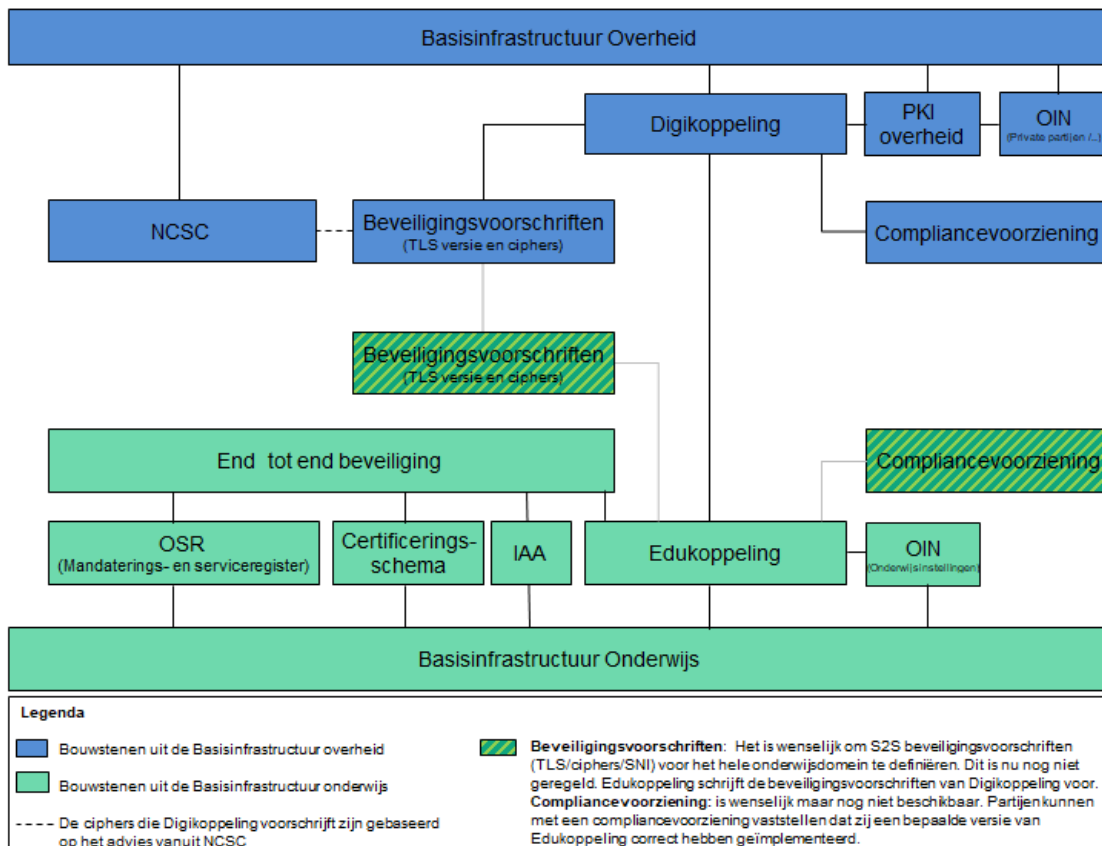 Basisinfrastructuur Overheid
Digikoppeling
PKI
overheid
OIN
(Private partijen /..)
NCSC
Beveiligingsvoorschriften
(TLS versie en ciphers)
Compliancevoorziening
Beveiligingsvoorschriften
(TLS versie en ciphers)
End tot end beveiliging
Compliancevoorziening
OSR
(Mandaterings- en serviceregister)
Certificerings-
schema
IAA
Edukoppeling
OIN
(Onderwijsinstellingen)
Basisinfrastructuur Onderwijs
Legenda
Bouwstenen uit de Basisinfrastructuur overheid
Bouwstenen uit de Basisinfrastructuur onderwijs
---- De ciphers die Digikoppeling voorschrijft zijn gebaseerd
op het advies vanuit NCSC
Beveiligingsvoorschriften: Het is wenselijk om S2S beveiligingsvoorschriften
(TLS/ciphers/SNI) voor het hele onderwijsdomein te definiëren. Dit is nu nog niet
geregeld. Edukoppeling schrijft de beveiligingsvoorschriften van Digikoppeling voor.
Compliancevoorziening: is wenselijk maar nog niet beschikbaar. Partijen kunnen
met een compliancevoorziening vaststellen dat zij een bepaalde versie van
Edukoppeling correct hebben geïmplementeerd.